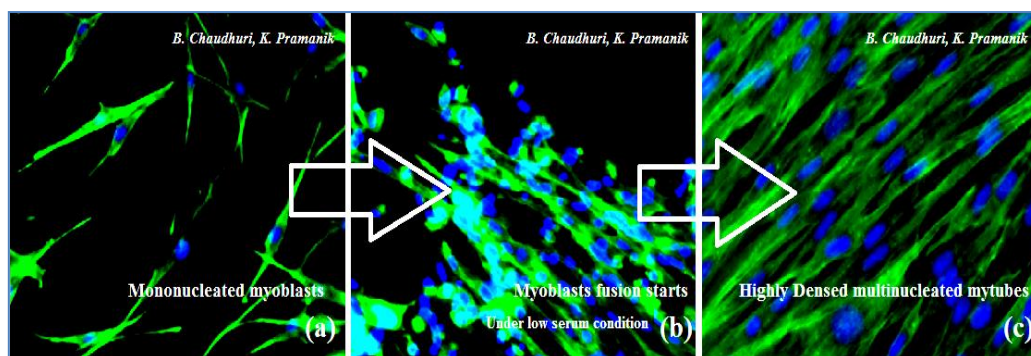 B. Chaudhuri, K. Pramanik
Mononucleated myoblasts
(a)
B. Chaudhuri, K. Pramanik
Myoblasts fusion starts
Under low serum condition
(b)
B. Chaudhuri, K. Pramanik
Highly Densed multinucleated mytubes
(c)